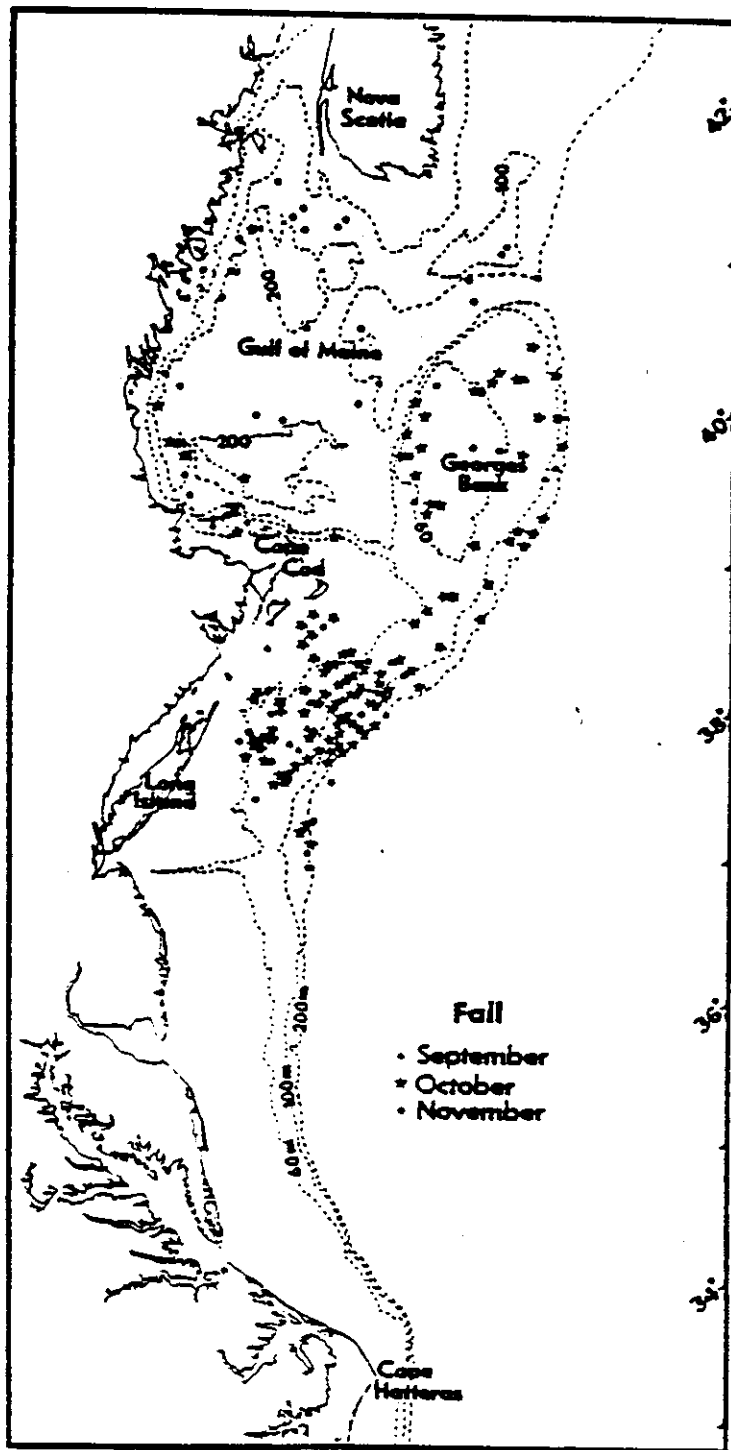 Nova
Scotia
42°
100
200
Gulf of Maine
40°
200
Georges
Bank
60
Cape
Cod
38°
Long
Island
Fall
36°
200m
• September
★ October
100m
• November
60m
34°
Cape
Hatteras